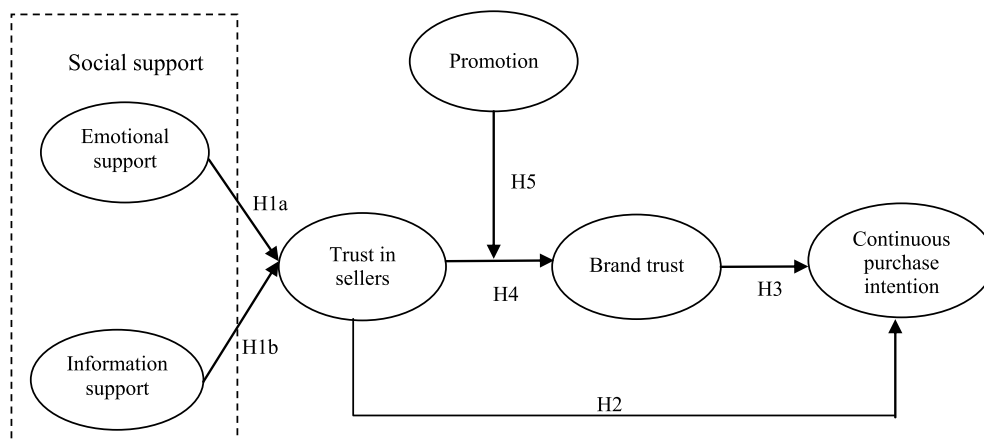 Social support
Promotion
Emotional
support
H1a
H5
Trust in
sellers
H4
Brand trust
H3
Continuous
purchase
intention
H1b
Information
support
H2